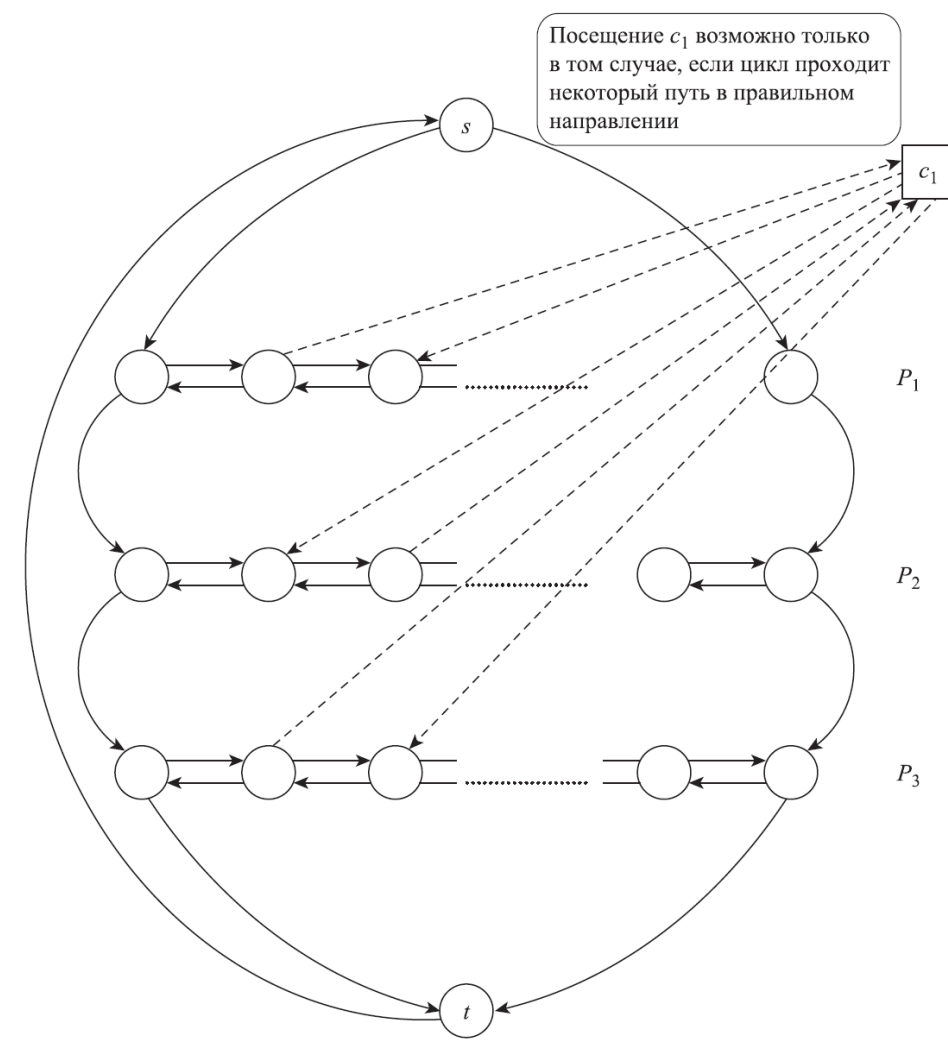 Посещение c₁ возможно только
в том случае, если цикл проходит
некоторый путь в правильном
направлении
s
c₁
P₁
P₂
P₃
t